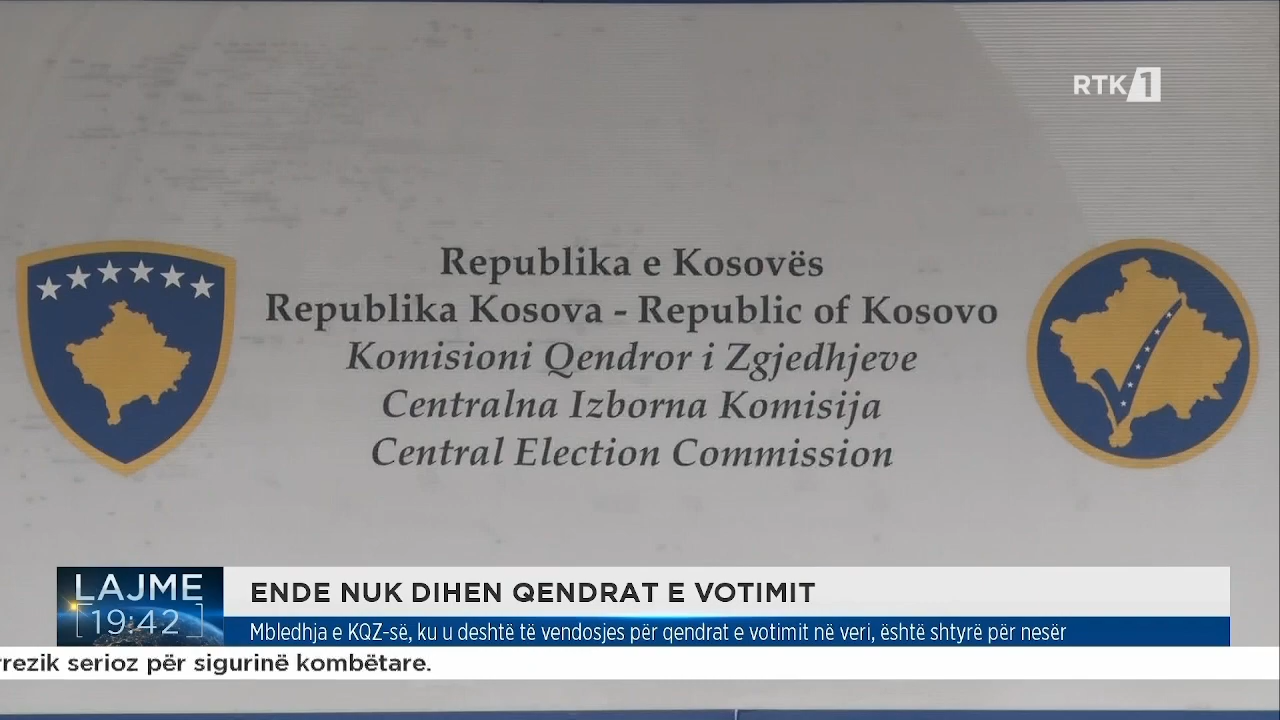 RTK 1
Republika e Kosovës
Republika Kosova - Republic of Kosovo
Komisioni Qendror i Zgjedhjeve
Centralna Izborna Komisija
Central Election Commission
LAJME
19:42
ENDE NUK DIHEN QENDRAT E VOTIMIT
Mbledhja e KQZ-së, ku u deshtë të vendosjes për qendrat e votimit në veri, është shtyrë për nesër
serioz për sigurinë kombëtare.